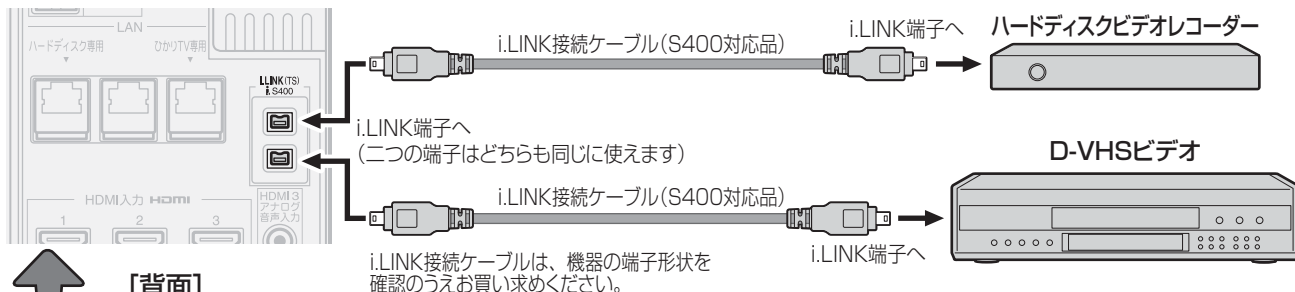 LAN
ハードディスク専用
ひかりTV専用
i.LINK(TS)
S400
i.LINK接続ケーブル(S400対応品)
i.LINK端子へ
ハードディスクビデオレコーダー
i.LINK端子へ
(二つの端子はどちらも同じに使えます)
D-VHSビデオ
i.LINK接続ケーブル(S400対応品)
i.LINK端子へ
HDMI入力 HDMI
1
2
3
HDMI 3
アナログ
音声入力
i.LINK接続ケーブルは、機器の端子形状を
確認のうえお買い求めください。
[背面]